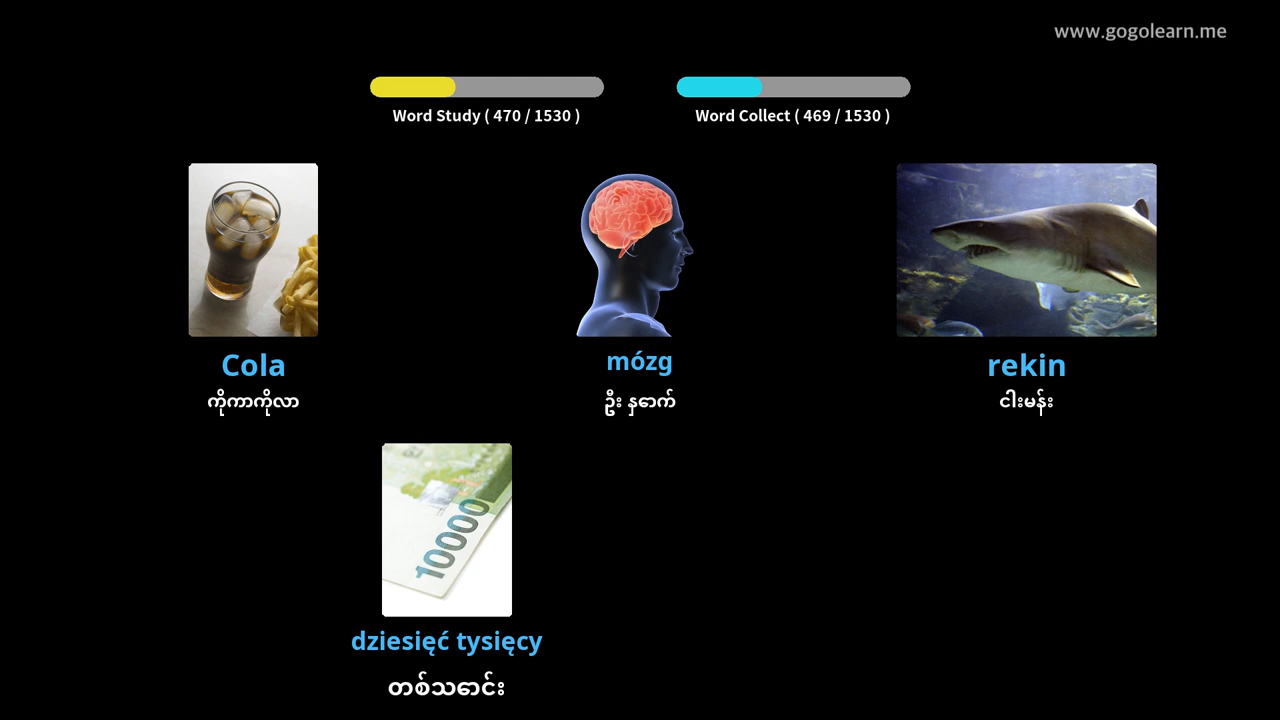 www.gogolearn.me
Word Study ( 470 / 1530 )
Word Collect ( 469 / 1530 )
Cola
ကိုကာကိုလာ
mózg
ဦး နှောက်
rekin
ငါးမန်း
10000
dziesięć tysięcy
တစ်သောင်း